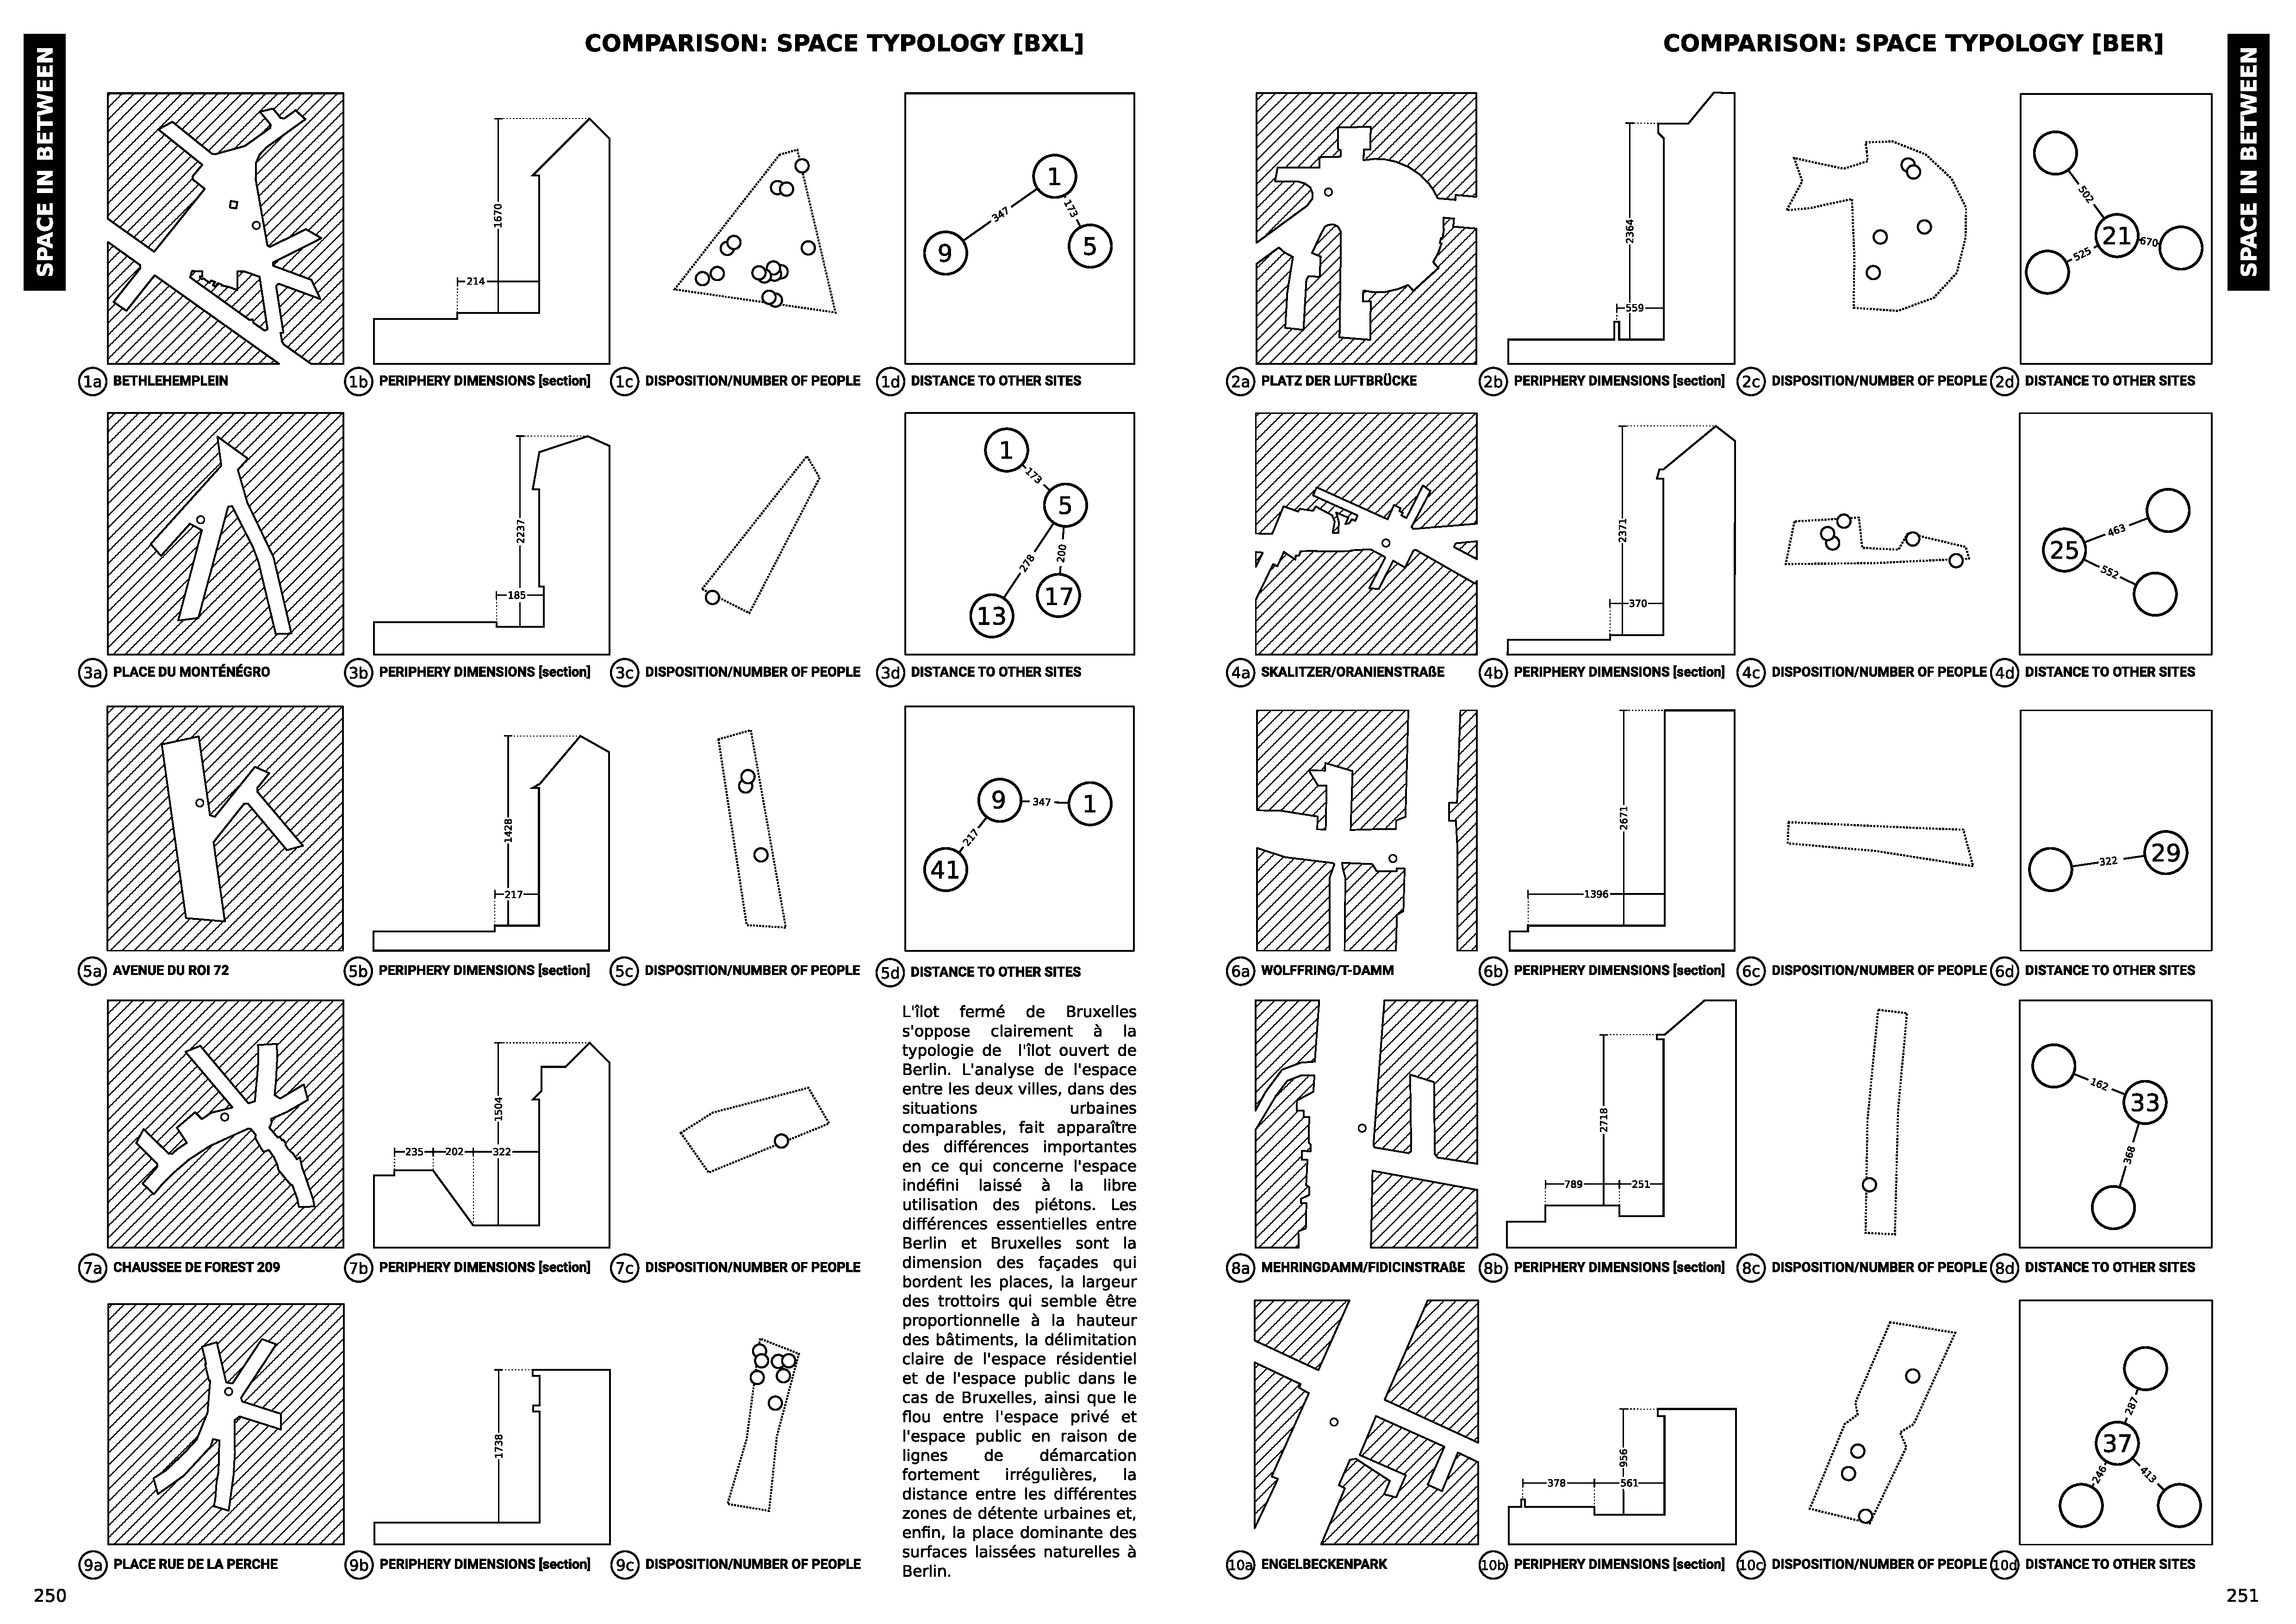 SPACE IN BETWEEN
COMPARISON: SPACE TYPOLOGY [BXL]
1670
214
347
173
1
9
5
1a BETHLEHEMPLEIN
1b PERIPHERY DIMENSIONS [section]
1c DISPOSITION/NUMBER OF PEOPLE
1d DISTANCE TO OTHER SITES
2237
185
1
173
5
278
200
13
17
3a PLACE DU MONTÉNÉGRO
3b PERIPHERY DIMENSIONS [section]
3c DISPOSITION/NUMBER OF PEOPLE
3d DISTANCE TO OTHER SITES
1428
217
9
347
1
217
41
5a AVENUE DU ROI 72
5b PERIPHERY DIMENSIONS [section]
5c DISPOSITION/NUMBER OF PEOPLE
5d DISTANCE TO OTHER SITES
1504
235
202
322
7a CHAUSSEE DE FOREST 209
7b PERIPHERY DIMENSIONS [section]
7c DISPOSITION/NUMBER OF PEOPLE
1738
9a PLACE RUE DE LA PERCHE
9b PERIPHERY DIMENSIONS [section]
9c DISPOSITION/NUMBER OF PEOPLE
L'îlot fermé de Bruxelles
s'oppose clairement à la
typologie de l'îlot ouvert de
Berlin. L'analyse de l'espace
entre les deux villes, dans des
situations urbaines
comparables, fait apparaître
des différences importantes
en ce qui concerne l'espace
indéfini laissé à la libre
utilisation des piétons. Les
différences essentielles entre
Berlin et Bruxelles sont la
dimension des façades qui
bordent les places, la largeur
des trottoirs qui semble être
proportionnelle à la hauteur
des bâtiments, la délimitation
claire de l'espace résidentiel
et de l'espace public dans le
cas de Bruxelles, ainsi que le
flou entre l'espace privé et
l'espace public en raison de
lignes de démarcation
fortement irrégulières, la
distance entre les différentes
zones de détente urbaines et,
enfin, la place dominante des
surfaces laissées naturelles à
Berlin.
250
COMPARISON: SPACE TYPOLOGY [BER]
SPACE IN BETWEEN
2364
559
502
21
670
525
2a PLATZ DER LUFTBRÜCKE
2b PERIPHERY DIMENSIONS [section]
2c DISPOSITION/NUMBER OF PEOPLE
2d DISTANCE TO OTHER SITES
2371
370
463
25
552
4a SKALITZER/ORANIENSTRAßE
4b PERIPHERY DIMENSIONS [section]
4c DISPOSITION/NUMBER OF PEOPLE
4d DISTANCE TO OTHER SITES
2671
1396
322
29
6a WOLFFRING/T-DAMM
6b PERIPHERY DIMENSIONS [section]
6c DISPOSITION/NUMBER OF PEOPLE
6d DISTANCE TO OTHER SITES
2718
789
251
162
33
368
8a MEHRINGDAMM/FIDICINSTRAßE
8b PERIPHERY DIMENSIONS [section]
8c DISPOSITION/NUMBER OF PEOPLE
8d DISTANCE TO OTHER SITES
956
378
561
287
37
246
413
10a ENGELBECKENPARK
10b PERIPHERY DIMENSIONS [section]
10c DISPOSITION/NUMBER OF PEOPLE
10d DISTANCE TO OTHER SITES
251